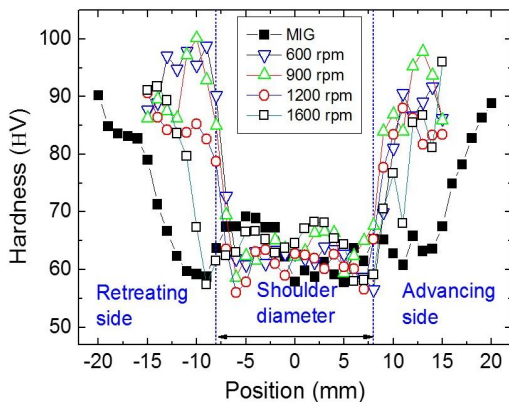 MIG
600 rpm
900 rpm
1200 rpm
1600 rpm
Hardness (HV)
100
90
80
70
60
50
Retreating side
Shoulder diameter
Advancing side
-20 -15 -10 -5 0 5 10 15 20
Position (mm)